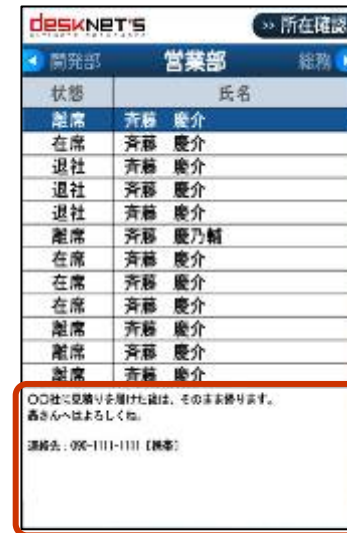 desknet's
>> 所在確認
開発部 営業部 総務
状態 氏名
離席 斉藤 慶介
在席 斉藤 慶介
退社 斉藤 慶介
退社 斉藤 慶介
退社 斉藤 慶介
離席 斉藤 慶乃輔
在席 斉藤 慶介
在席 斉藤 慶介
在席 斉藤 慶介
離席 斉藤 慶介
離席 斉藤 慶介
離席 斉藤 慶介
〇〇社に見積りを届けた後は、そのまま帰ります。
さんへはよろしくね。
連絡先：090-1111-1111【携帯】